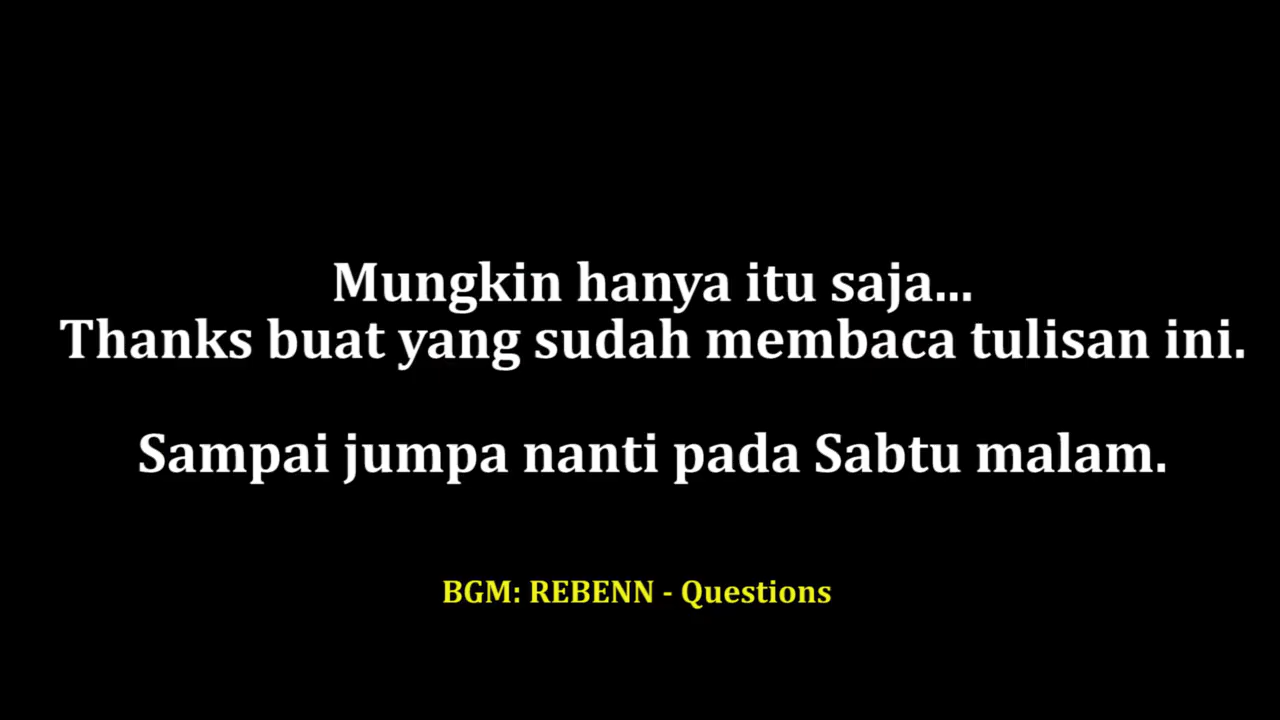 Mungkin hanya itu saja...
Thanks buat yang sudah membaca tulisan ini.
Sampai jumpa nanti pada Sabtu malam.
BGM: REBENN - Questions